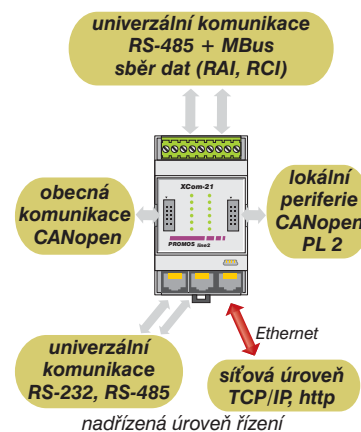 univerzální komunikace
RS-485 + MBus
sběr dat (RAI, RCI)
XCom-21
obecná
komunikace
CANopen
lokální
periferie
CANopen
PL 2
PROMOS line2
Ethernet
univerzální
komunikace
RS-232, RS-485
síťová úroveň
TCP/IP, http
nadřízená úroveň řízení